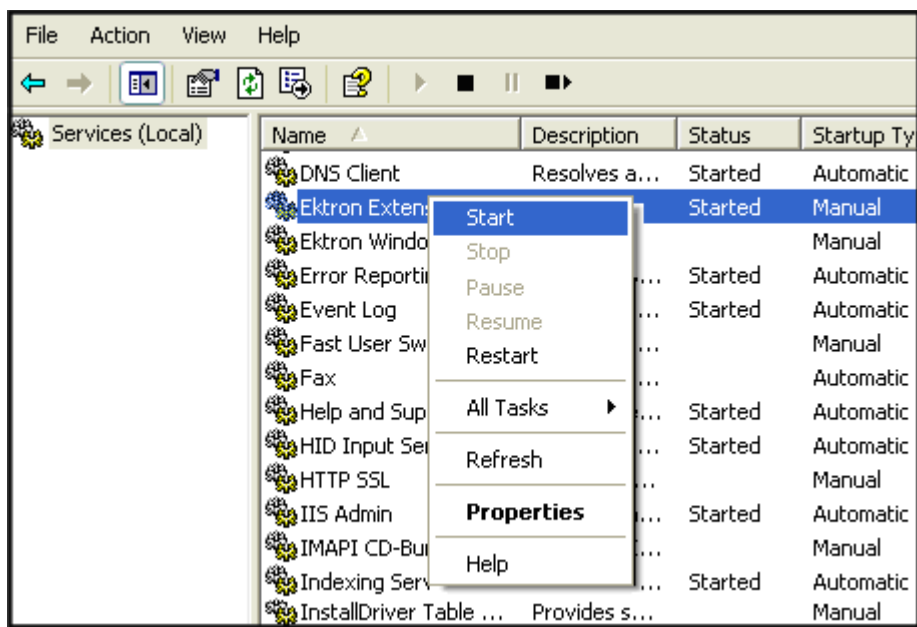 File Action View Help
Services (Local)
Name Description Status Startup Ty
DNS Client Resolves a... Started Automatic
Ektron Extens Started Manual
Start
Ektron Windo Manual
Stop
Error Reporti ... Started Automatic
Pause
Event Log ... Started Automatic
Resume
Fast User Sw ... Manual
Restart
Fax ... Automatic
All Tasks
Help and Sup ... Started Automatic
HID Input Ser ... Started Automatic
Refresh
HTTP SSL ... Manual
Properties
IIS Admin ... Started Automatic
IMAPI CD-Bu ... Manual
Help
Indexing Serv ... Started Automatic
InstallDriver Table ... Provides s... Manual